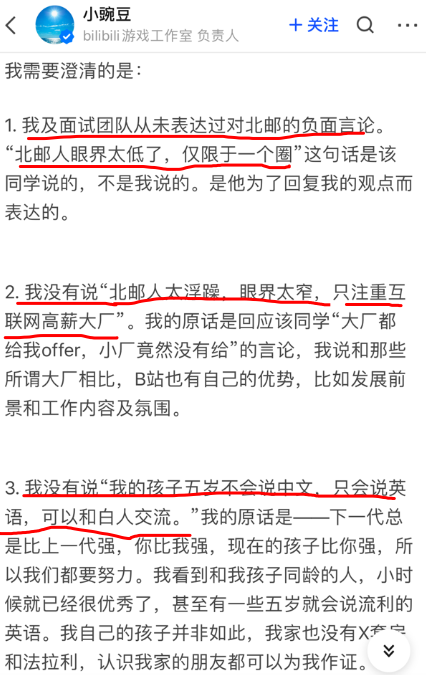 小豌豆
bilibili游戏工作室 负责人
+ 关注
我需要澄清的是：
1. 我及面试团队从未表达过对北邮的负面言论。
“北邮人眼界太低了，仅限于一个圈”这句话是该
同学说的，不是我说的。是他为了回复我的观点而
表达的。
2. 我没有说“北邮人太浮躁，眼界太窄，只注重互
联网高薪大厂”。我的原话是回应该同学“大厂都
给我offer，小厂竟然没有给”的言论，我说和那些
所谓大厂相比，B站也有自己的优势，比如发展前
景和工作内容及氛围。
3. 我没有说“我的孩子五岁不会说中文，只会说英
语，可以和白人交流。”我的原话是——下一代总
是比上一代强，你比我强，现在的孩子比你强，所
以我们都要努力。我看到和我孩子同龄的人，小时
候就已经很优秀了，甚至有一些五岁就会说流利的
英语。我自己的孩子并非如此，我家也没有X套房
和法拉利，认识我家的朋友都可以为我作证。